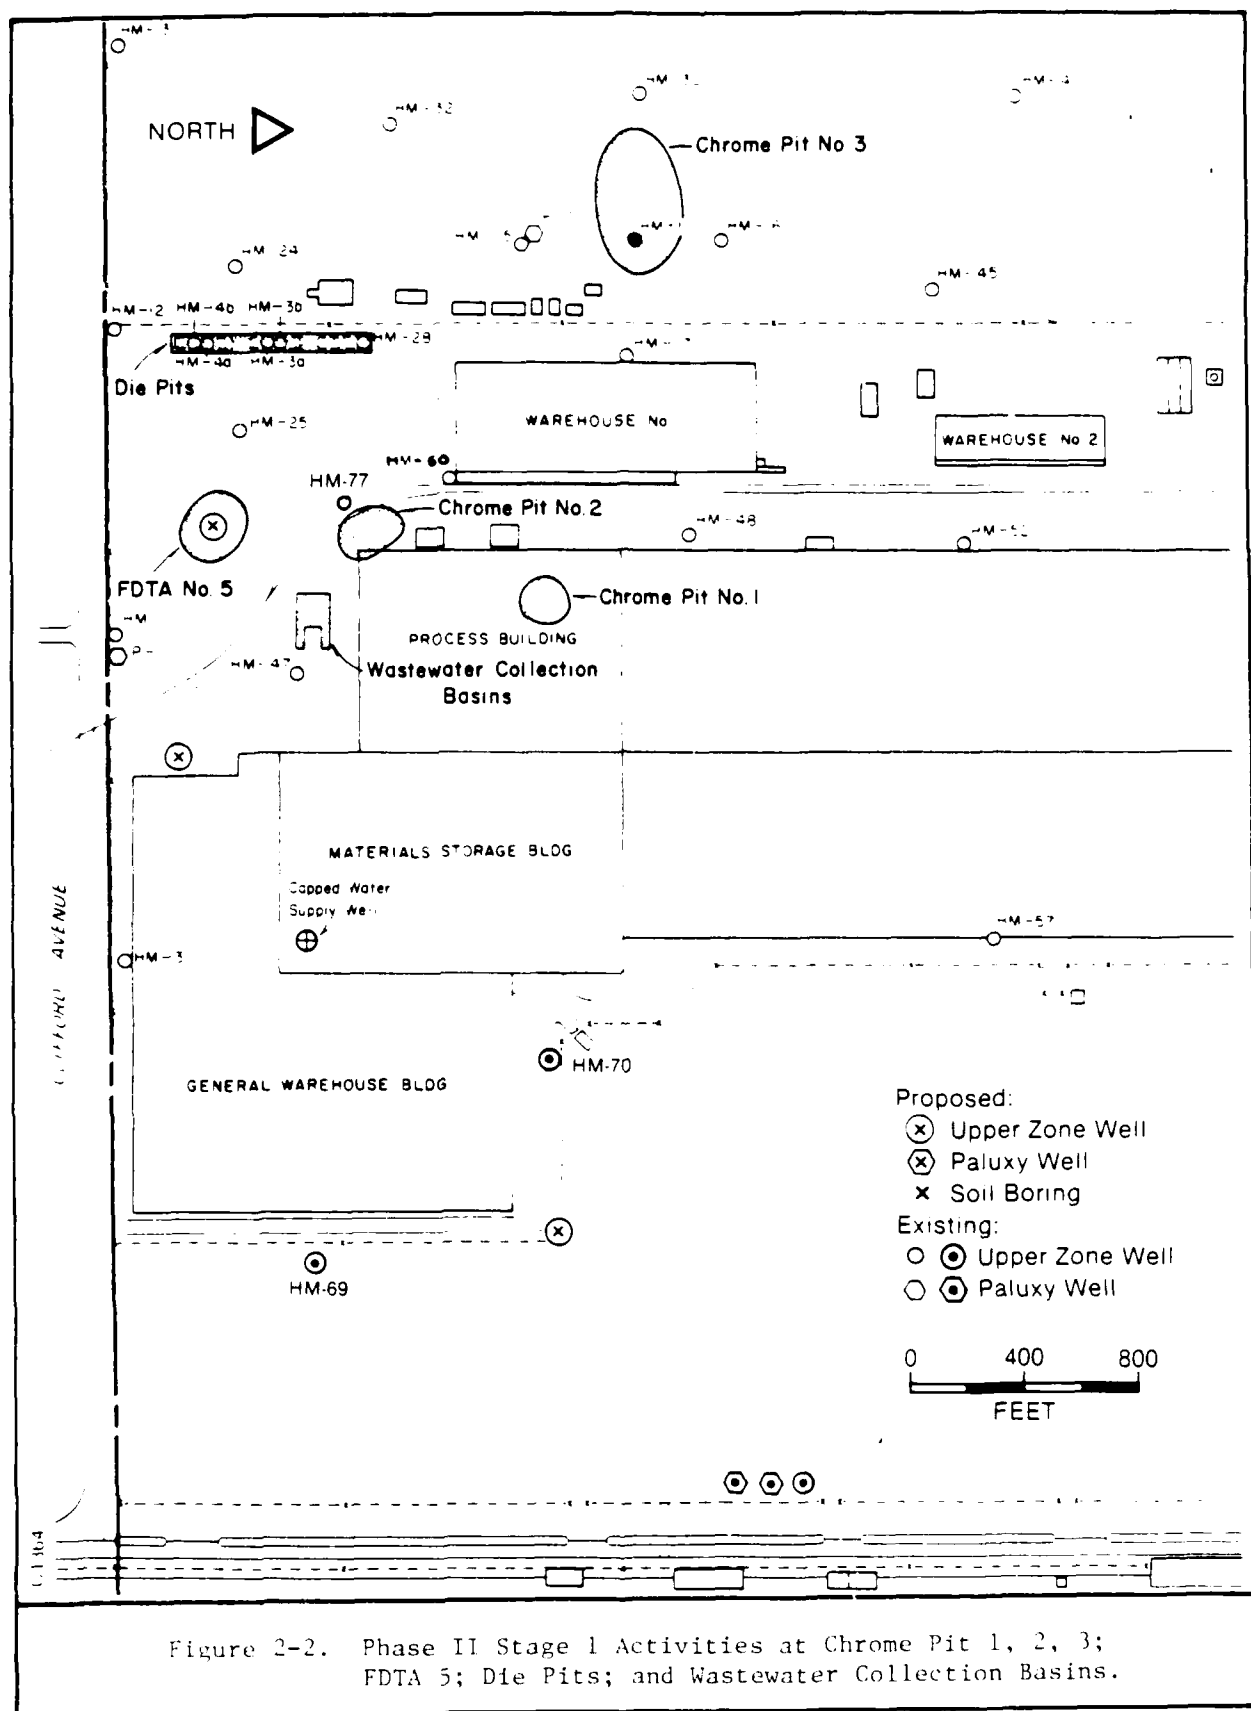 NORTH
Chrome Pit No 3
HM-24
HM-45
HM-4b
HM-3b
HM-28
HM-4a
HM-3a
Die Pits
HM-25
WAREHOUSE No
WAREHOUSE No 2
HM-60
HM-77
Chrome Pit No. 2
HM-48
FDTA No. 5
Chrome Pit No. 1
HM
PROCESS BUILDING
HM-47
Wastewater Collection
Basins
MATERIALS STORAGE BLDG
Capped Water
Supply Well
HM-57
HM-3
AVENUE
HM-70
GENERAL WAREHOUSE BLDG
HM-69
Proposed:
Upper Zone Well
Paluxy Well
Soil Boring
Existing:
Upper Zone Well
Paluxy Well
0 400 800
FEET
Figure 2-2. Phase II Stage 1 Activities at Chrome Pit 1, 2, 3;
FDTA 5; Die Pits; and Wastewater Collection Basins.